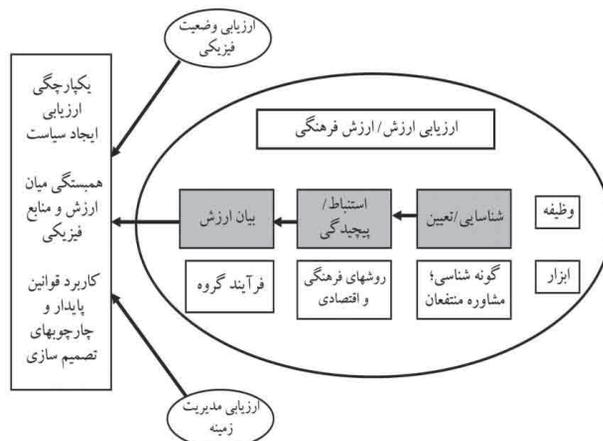 ارزیابی وضعیت
فیزیکی
یکپارچگی
ارزیابی
ایجاد سیاست
همبستگی میان
ارزش و منابع
فیزیکی
کاربرد قوانین
پایدار و
چارچوبهای
تصمیم سازی
ارزیابی ارزش/ ارزش فرهنگی
وظیفه
شناسایی/تعیین
استنباط/
پیچیدگی
بیان ارزش
ابزار
گونه شناسی؛
مشاوره منتفعان
روشهای فرهنگی
و اقتصادی
فرآیند گروه
ارزیابی مدیریت
زمینه